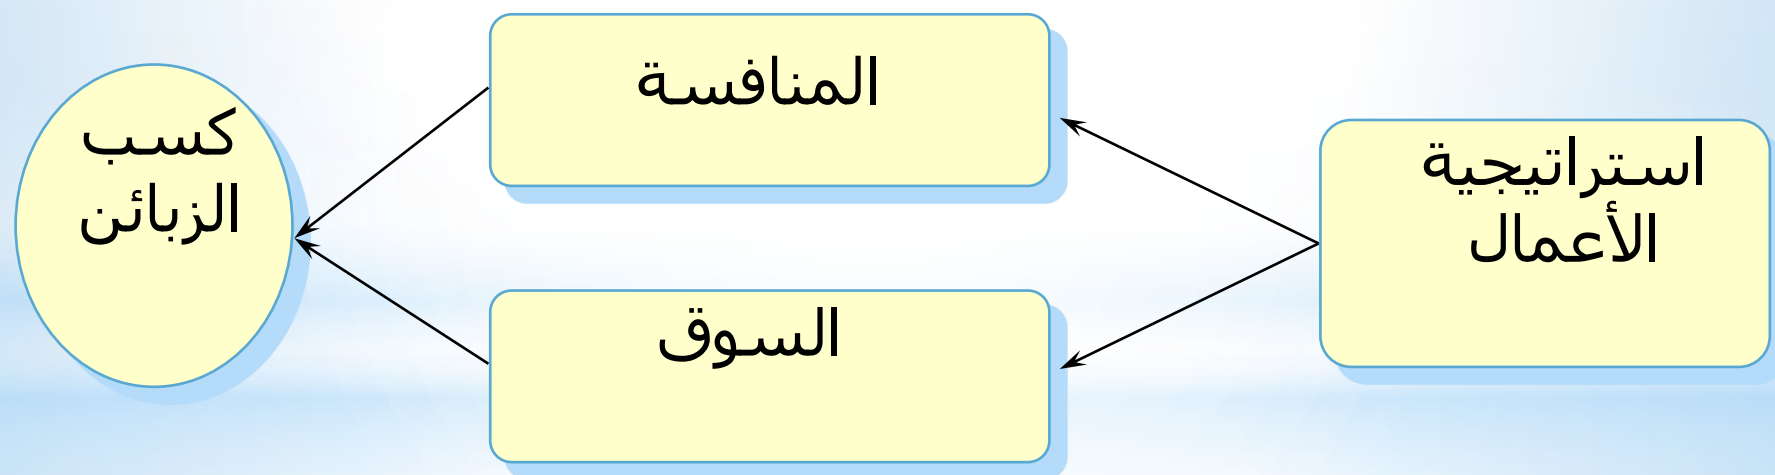 استراتيجية
الأعمال
المنافسة
السوق
كسب
الزبائن